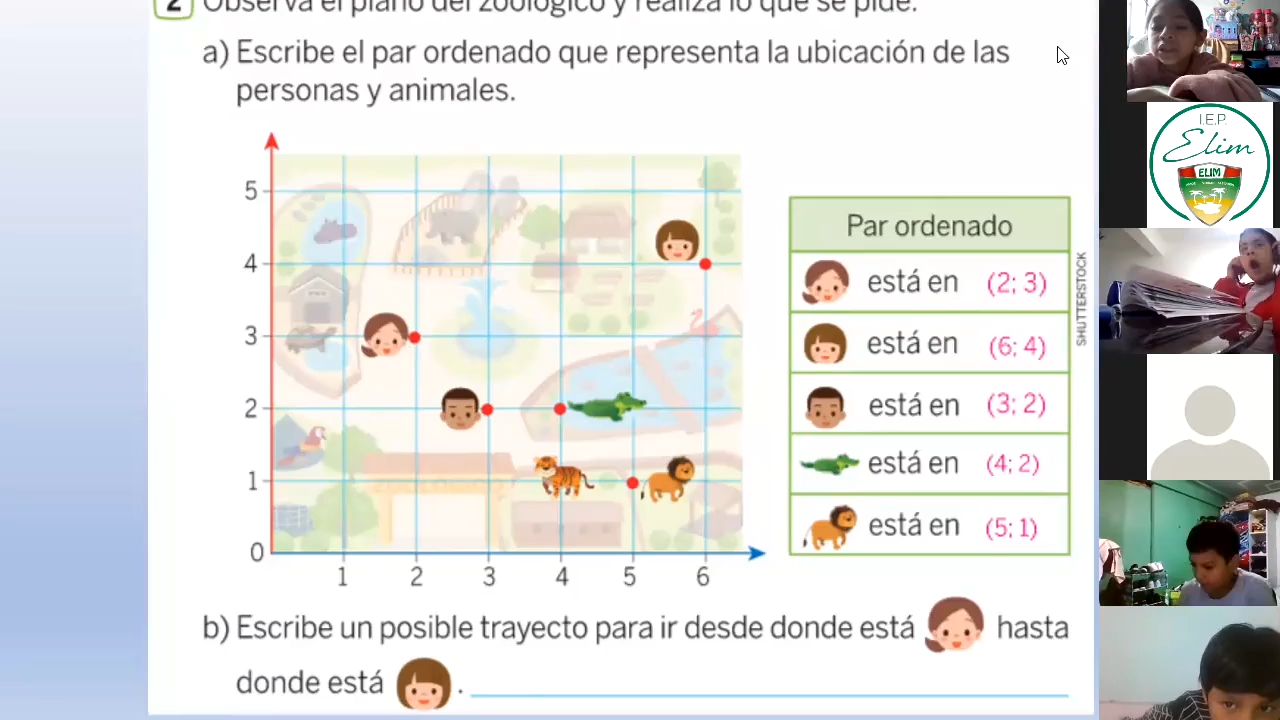 2 Observa el plano del zoológico y realiza lo que se pide.
a) Escribe el par ordenado que representa la ubicación de las
personas y animales.
5
4
3
2
1
0
1 2 3 4 5 6
Par ordenado
está en (2; 3)
está en (6; 4)
está en (3; 2)
está en (4; 2)
está en (5; 1)
SHUTTERSTOCK
b) Escribe un posible trayecto para ir desde donde está hasta
donde está .
I.E.P.
Elim
ELIM